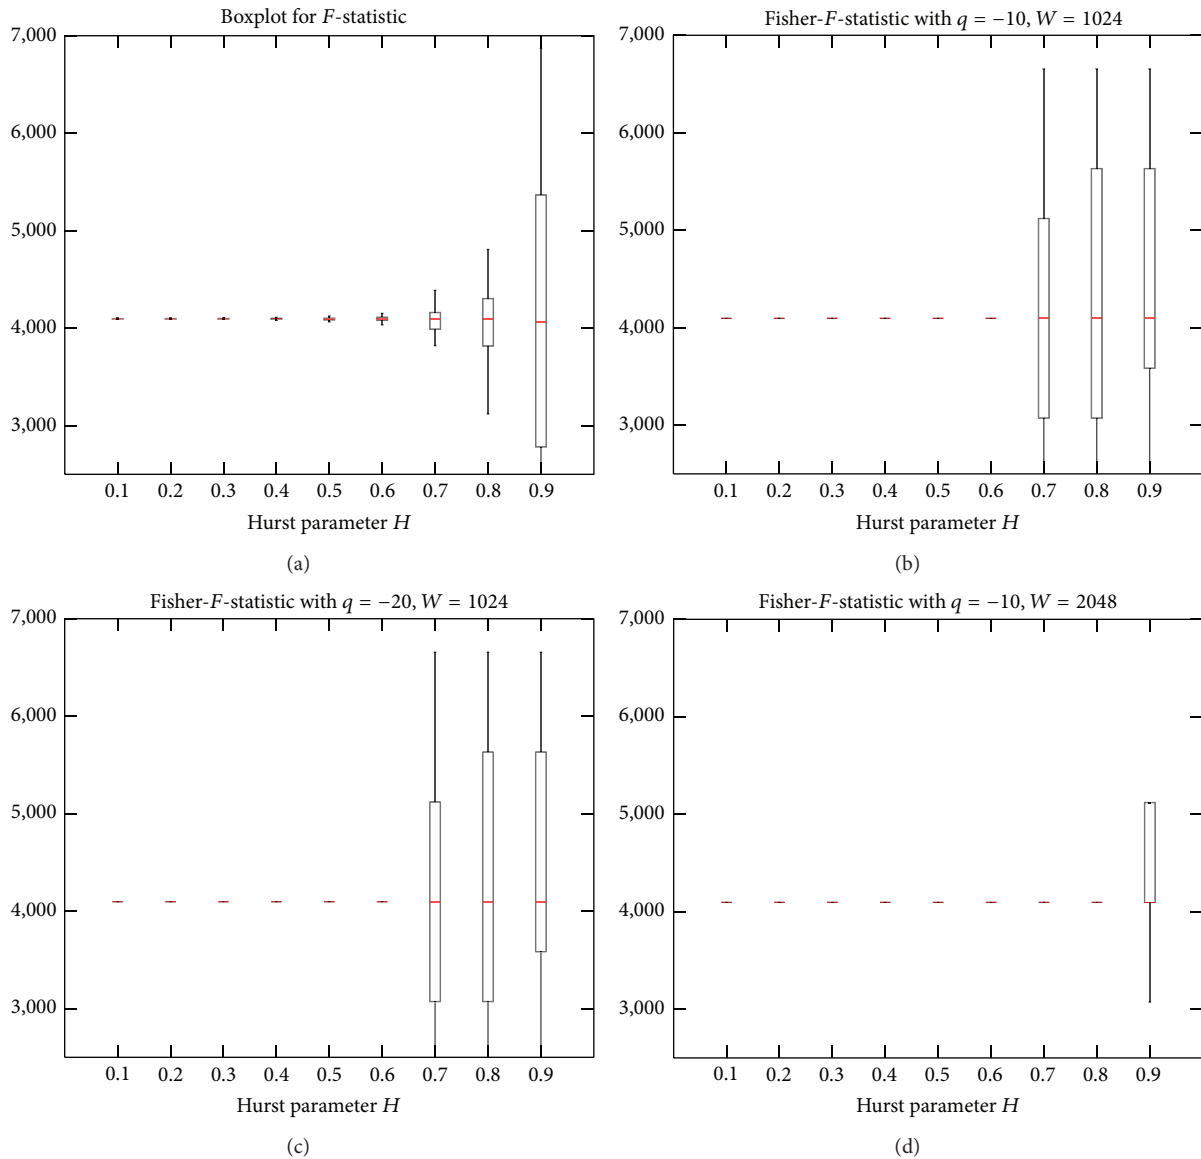 Boxplot for F-statistic
7,000
6,000
5,000
4,000
3,000
0.1 0.2 0.3 0.4 0.5 0.6 0.7 0.8 0.9
Hurst parameter H
(a)
Fisher-F-statistic with q = −10, W = 1024
7,000
6,000
5,000
4,000
3,000
0.1 0.2 0.3 0.4 0.5 0.6 0.7 0.8 0.9
Hurst parameter H
(b)
Fisher-F-statistic with q = −20, W = 1024
7,000
6,000
5,000
4,000
3,000
0.1 0.2 0.3 0.4 0.5 0.6 0.7 0.8 0.9
Hurst parameter H
(c)
Fisher-F-statistic with q = −10, W = 2048
7,000
6,000
5,000
4,000
3,000
0.1 0.2 0.3 0.4 0.5 0.6 0.7 0.8 0.9
Hurst parameter H
(d)